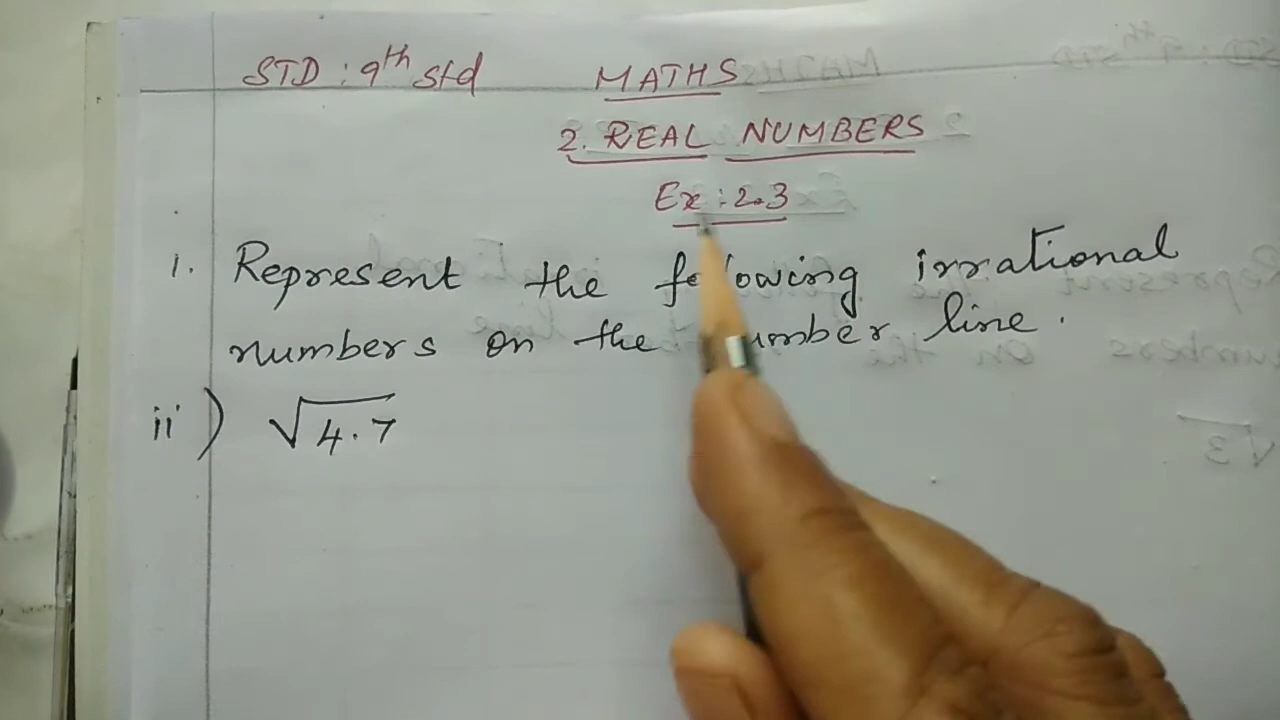 STD : 9th std MATHS
2. REAL NUMBERS
Ex : 2.3
1. Represent the following irrational
numbers on the number line.
ii) √4.7
√3